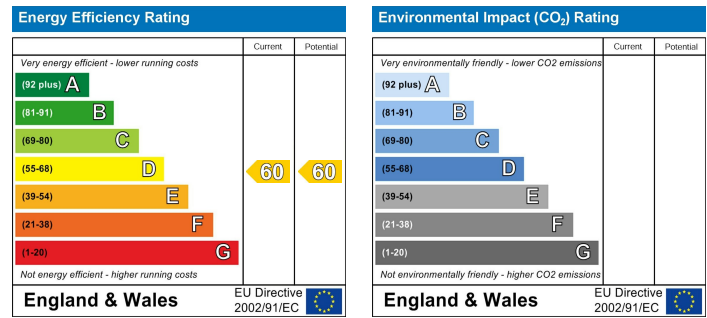 Energy Efficiency Rating
Current Potential
Very energy efficient - lower running costs
(92 plus) A
(81-91) B
(69-80) C
(55-68) D 60 60
(39-54) E
(21-38) F
(1-20) G
Not energy efficient - higher running costs
England & Wales
EU Directive
2002/91/EC
Environmental Impact (CO₂) Rating
Current Potential
Very environmentally friendly - lower CO2 emissions
(92 plus) A
(81-91) B
(69-80) C
(55-68) D
(39-54) E
(21-38) F
(1-20) G
Not environmentally friendly - higher CO2 emissions
England & Wales
EU Directive
2002/91/EC